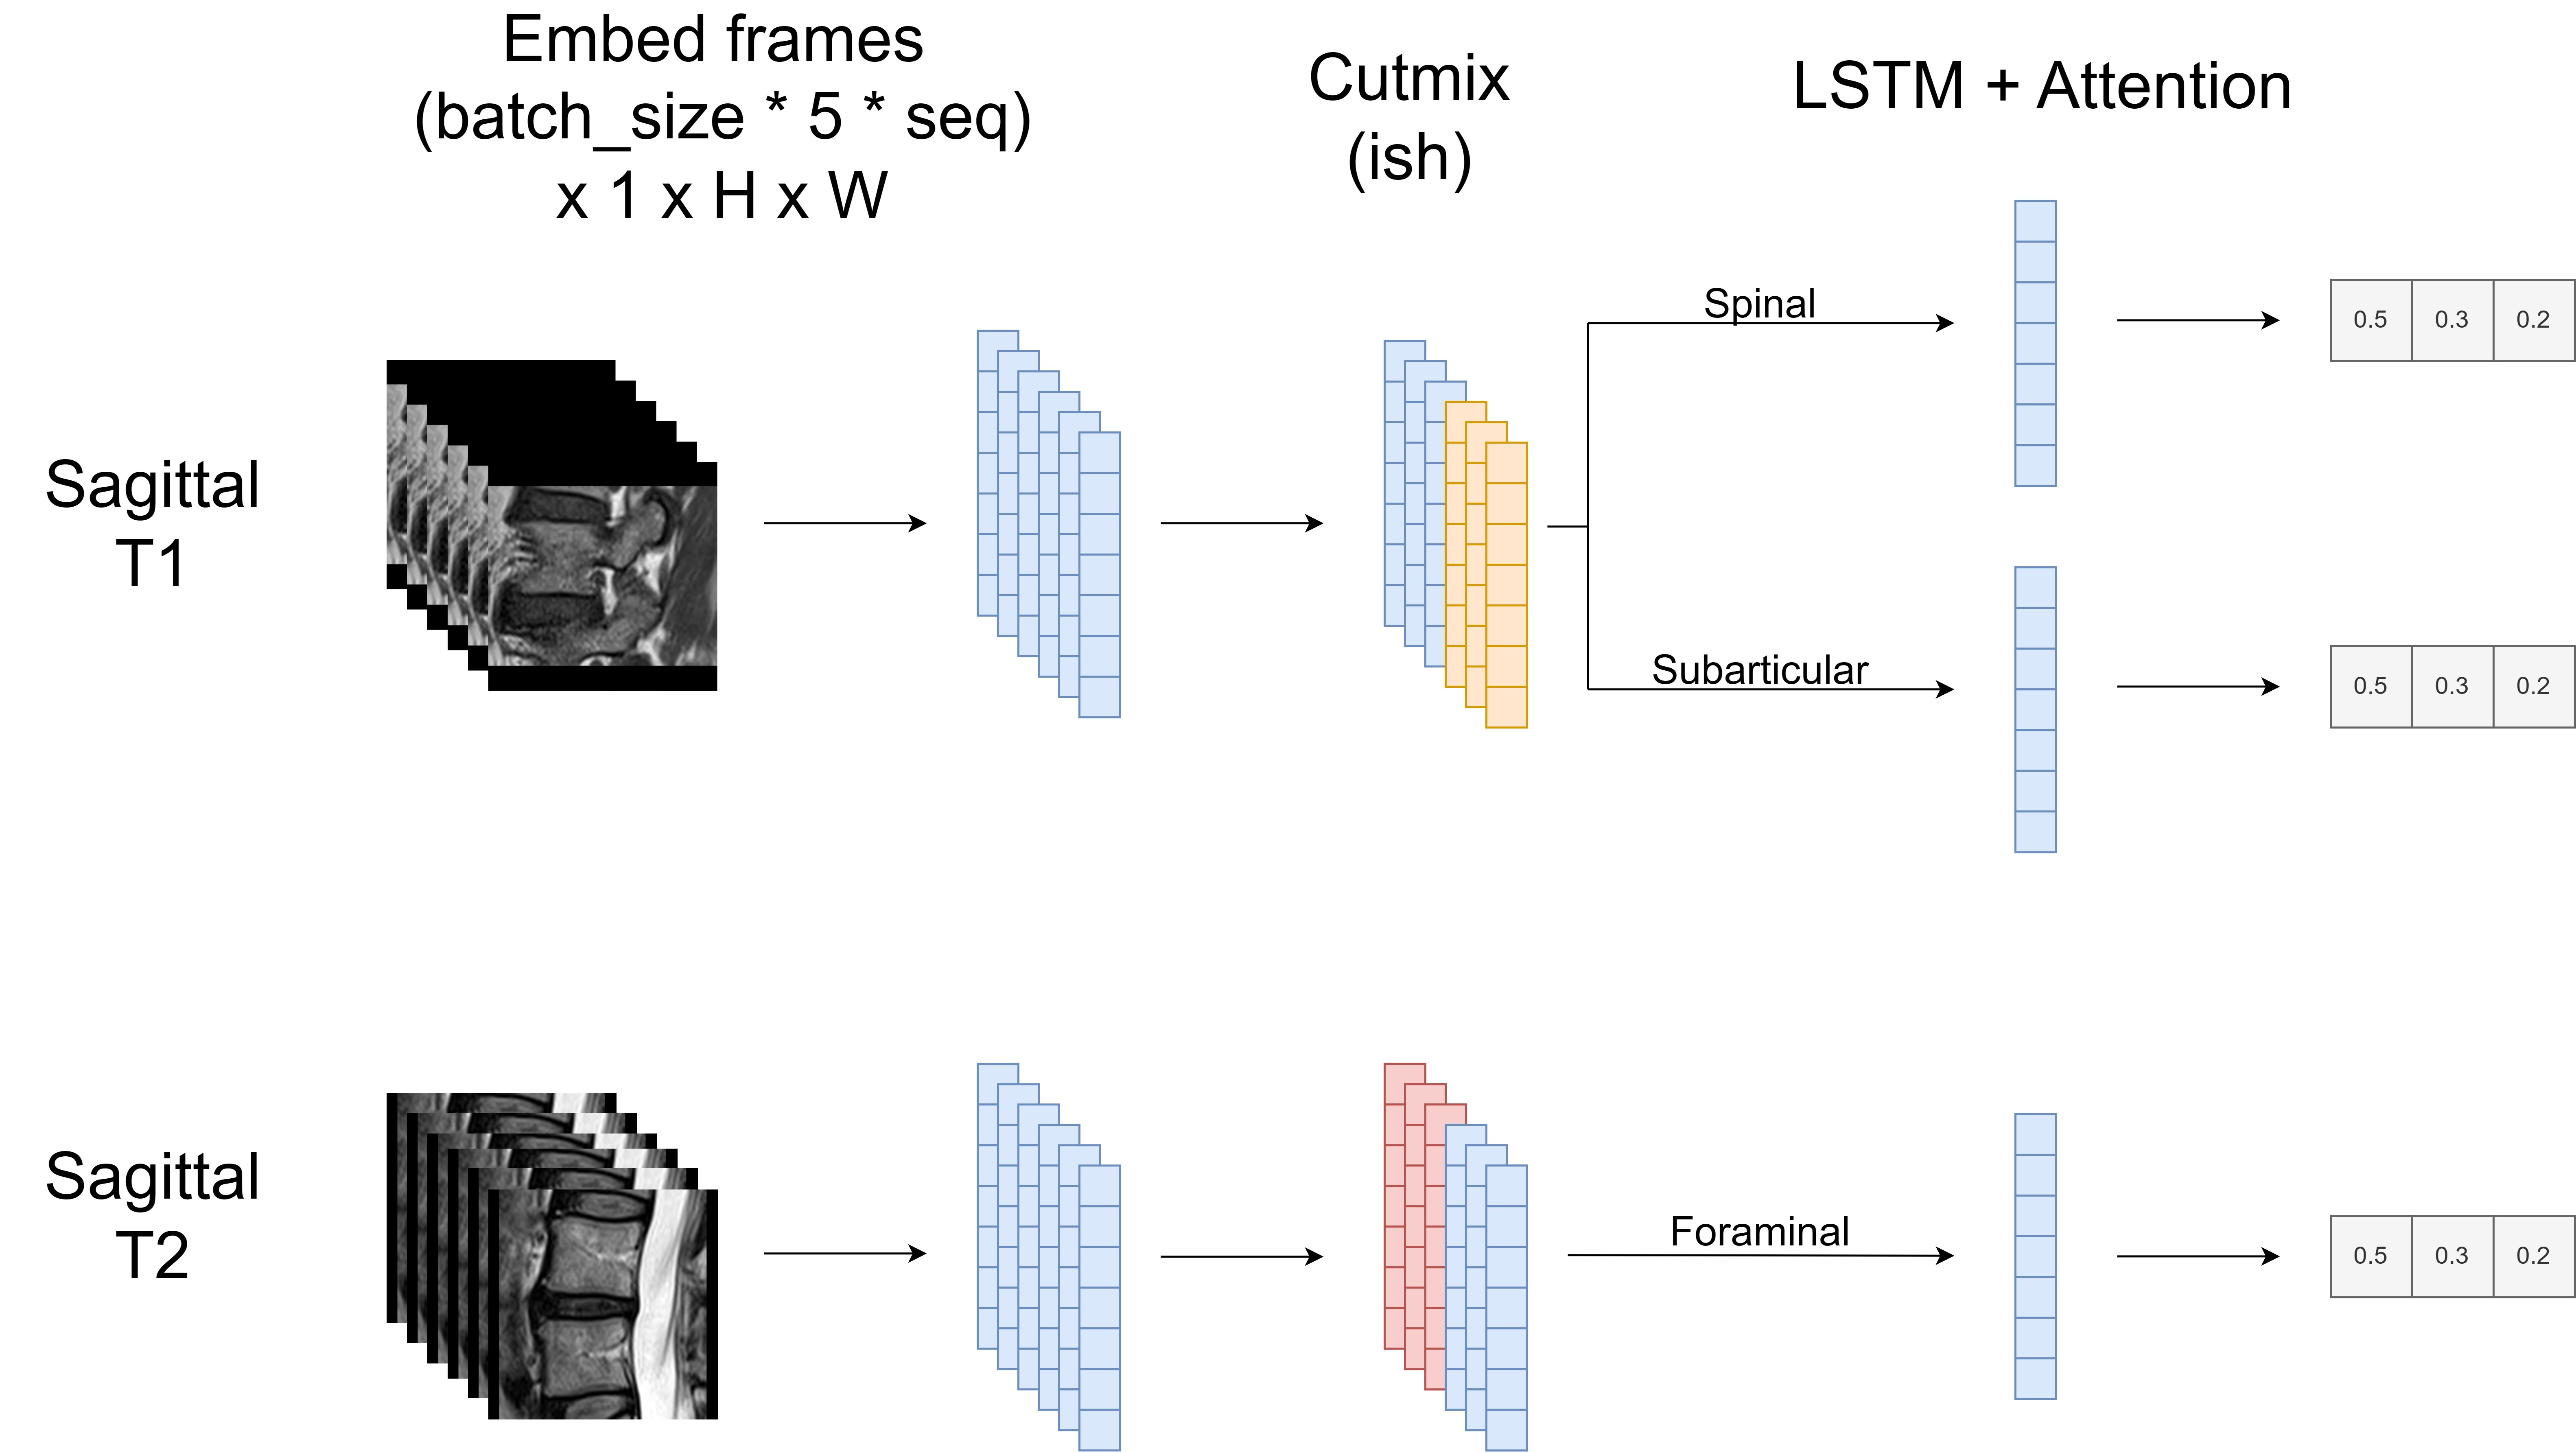 Embed frames
(batch_size * 5 * seq)
x 1 x H x W
Cutmix
(ish)
LSTM + Attention
Sagittal
T1
Spinal
0.5 0.3 0.2
Subarticular
0.5 0.3 0.2
Sagittal
T2
Foraminal
0.5 0.3 0.2